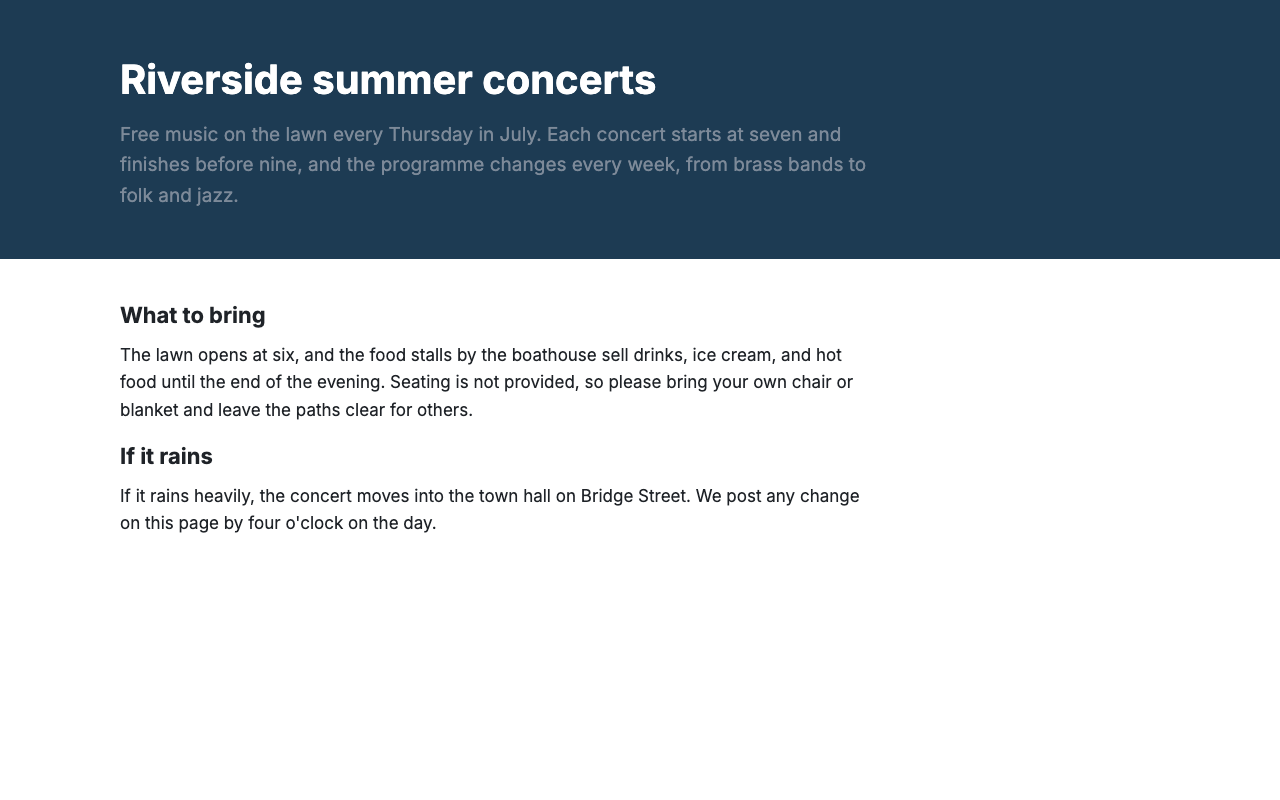 Riverside summer concerts
Free music on the lawn every Thursday in July. Each concert starts at seven and
finishes before nine, and the programme changes every week, from brass bands to
folk and jazz.
What to bring
The lawn opens at six, and the food stalls by the boathouse sell drinks, ice cream, and hot
food until the end of the evening. Seating is not provided, so please bring your own chair or
blanket and leave the paths clear for others.
If it rains
If it rains heavily, the concert moves into the town hall on Bridge Street. We post any change
on this page by four o'clock on the day.